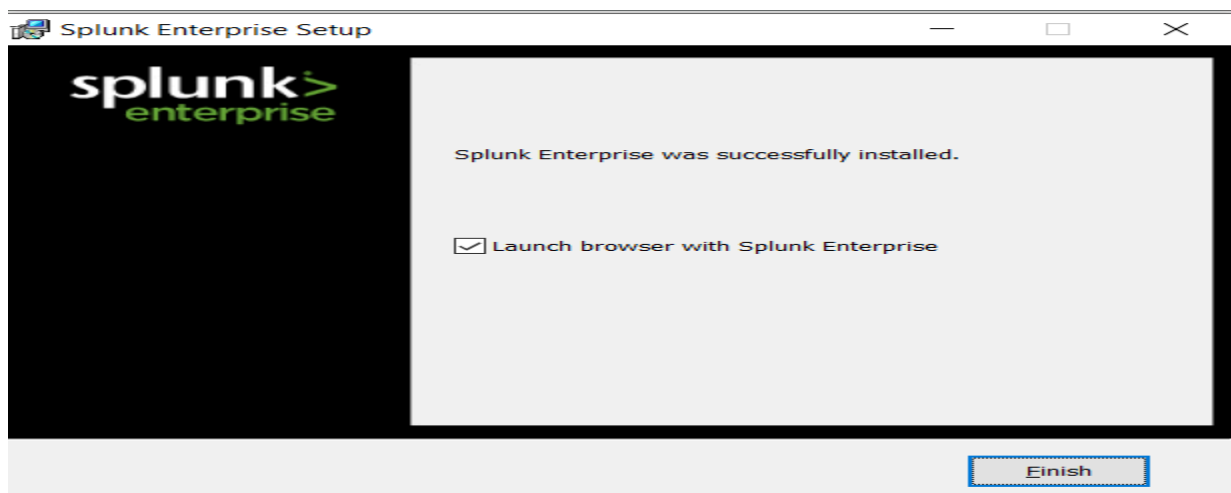 Splunk Enterprise Setup
splunk>
enterprise
Splunk Enterprise was successfully installed.
Launch browser with Splunk Enterprise
Finish